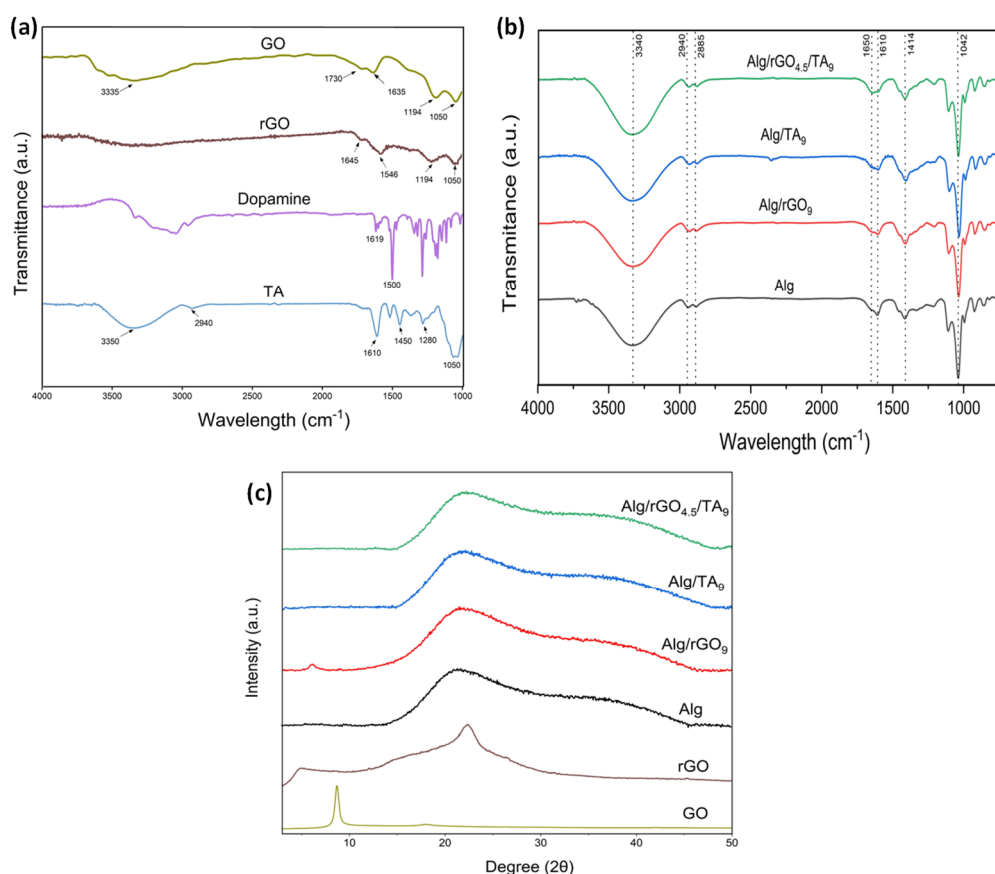 (a)
GO
3335
1730
1635
1194
1050
rGO
1645
1546
1194
1050
Dopamine
1619
1500
TA
3350
2940
1610
1450
1280
1050
Transmittance (a.u.)
4000 3500 3000 2500 2000 1500 1000
Wavelength (cm⁻¹)
(b)
3340
2940
2885
1650
1610
1414
1042
Alg/rGO₄.₅/TA₉
Alg/TA₉
Alg/rGO₉
Alg
Transmitance (a.u.)
4000 3500 3000 2500 2000 1500 1000
Wavelength (cm⁻¹)
(c)
Alg/rGO₄.₅/TA₉
Alg/TA₉
Alg/rGO₉
Alg
rGO
GO
Intensity (a.u.)
10 20 30 40 50
Degree (2θ)